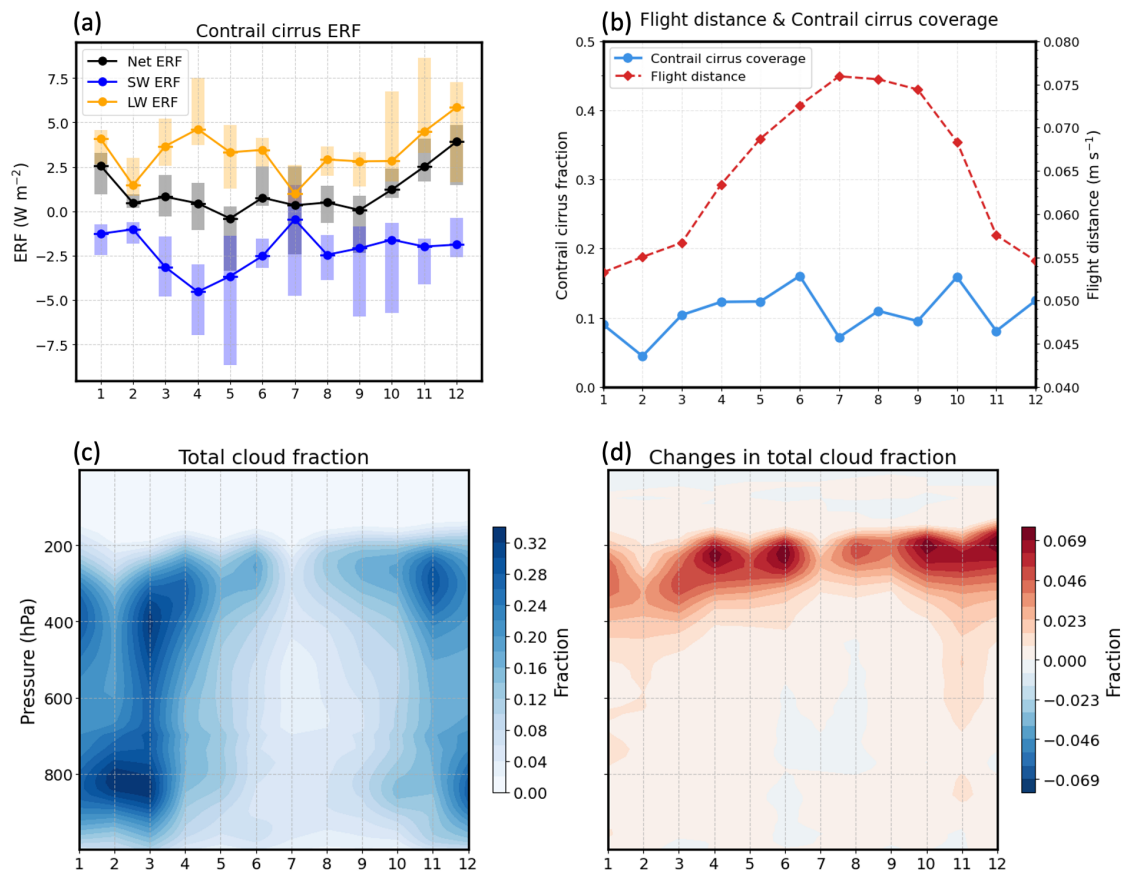 (a)
Contrail cirrus ERF
Net ERF
SW ERF
LW ERF
ERF (W m⁻²)
7.5
5.0
2.5
0.0
−2.5
−5.0
−7.5
1 2 3 4 5 6 7 8 9 10 11 12
(b)
Flight distance & Contrail cirrus coverage
Contrail cirrus coverage
Flight distance
Contrail cirrus fraction
0.5
0.4
0.3
0.2
0.1
0.0
Flight distance (m s⁻¹)
0.080
0.075
0.070
0.065
0.060
0.055
0.050
0.045
0.040
1 2 3 4 5 6 7 8 9 10 11 12
(c)
Total cloud fraction
Pressure (hPa)
200
400
600
800
1 2 3 4 5 6 7 8 9 10 11 12
0.32
0.28
0.24
0.20
0.16
0.12
0.08
0.04
0.00
Fraction
(d)
Changes in total cloud fraction
1 2 3 4 5 6 7 8 9 10 11 12
0.069
0.046
0.023
0.000
−0.023
−0.046
−0.069
Fraction